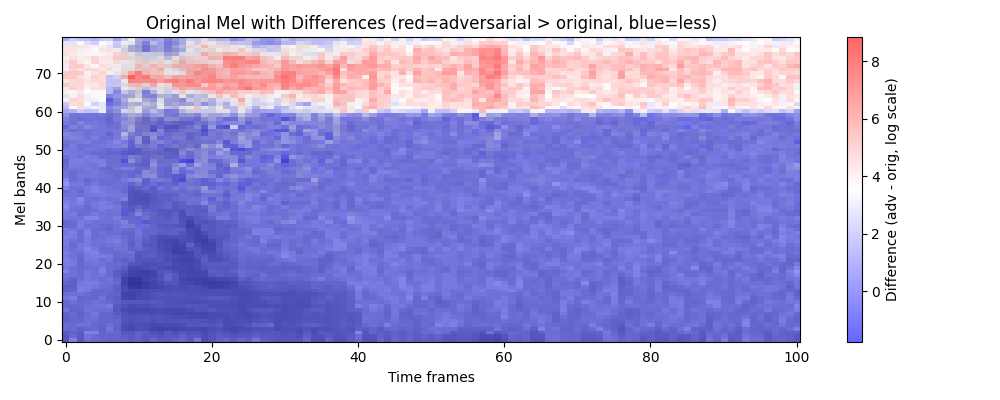 Original Mel with Differences (red=adversarial > original, blue=less)
Mel bands
70
60
50
40
30
20
10
0
0 20 40 60 80 100
Time frames
8
6
4
2
0
Difference (adv - orig, log scale)